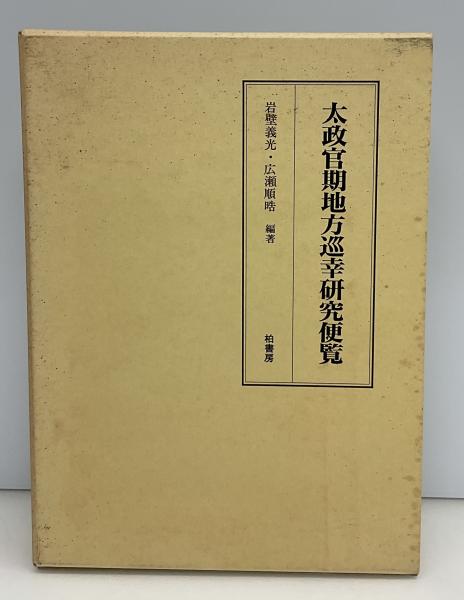 太政官期地方巡幸研究便覧
岩壁義光・広瀬順晧 編著
柏書房